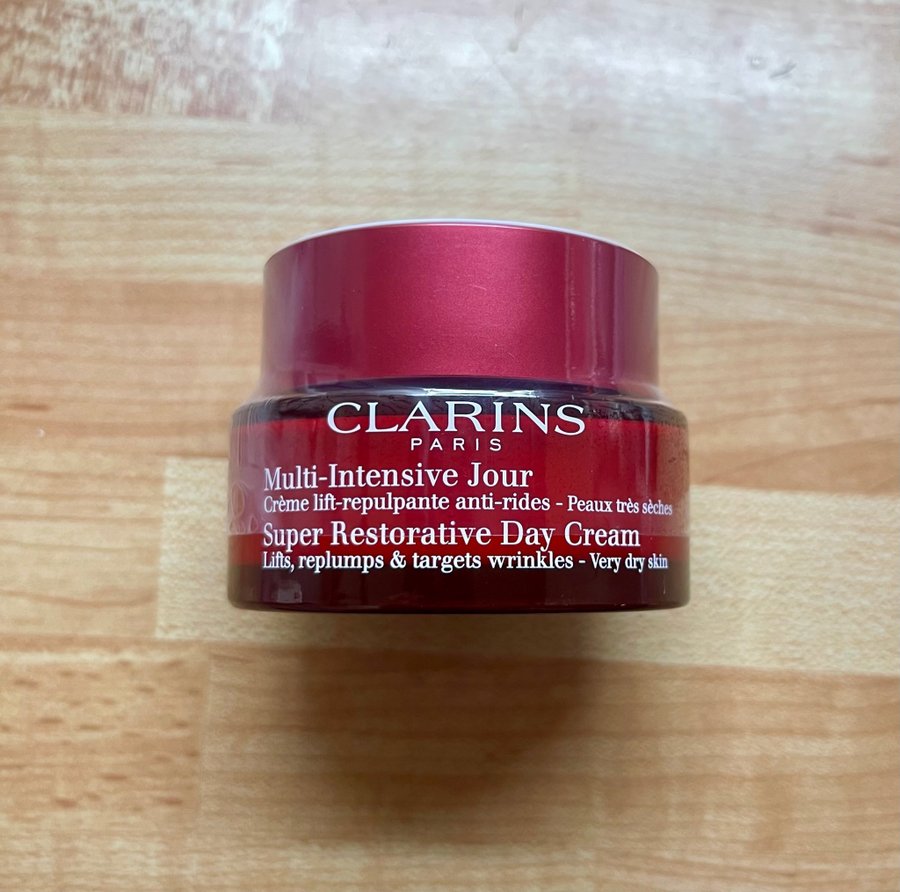 CLARINS
PARIS
Multi-Intensive Jour
Crème lift-repulpante anti-rides - Peaux très sèches
Super Restorative Day Cream
Lifts, replumps & targets wrinkles - Very dry skin